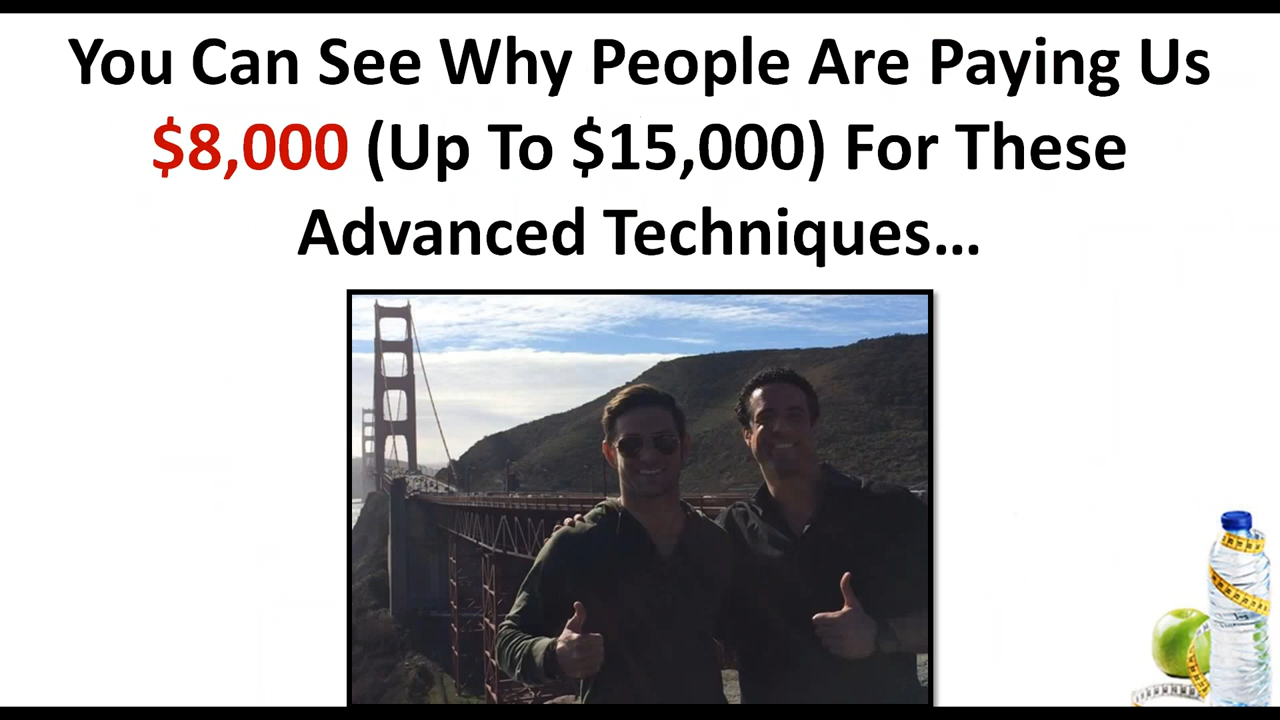 You Can See Why People Are Paying Us
$8,000 (Up To $15,000) For These
Advanced Techniques...